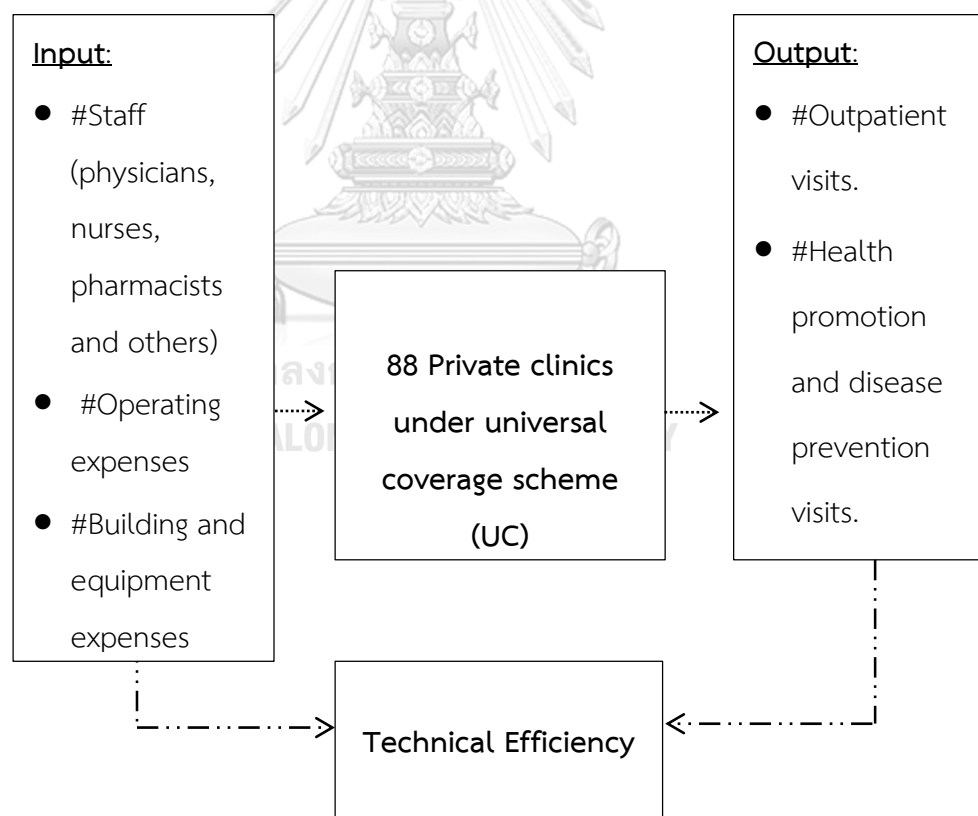 Input:
● #Staff
(physicians,
nurses,
pharmacists
and others)
● #Operating
expenses
● #Building and
equipment
expenses
88 Private clinics
under universal
coverage scheme
(UC)
Output:
● #Outpatient
visits.
● #Health
promotion
and disease
prevention
visits.
Technical Efficiency